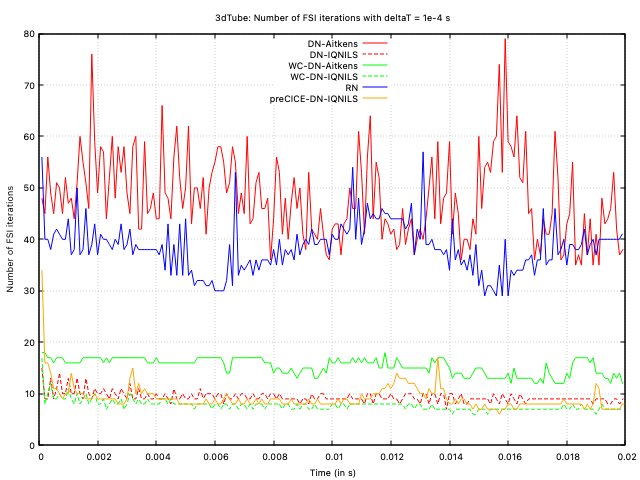 3dTube: Number of FSI iterations with deltaT = 1e-4 s
80
70
60
50
40
30
20
10
0
Number of FSI iterations
DN-Aitkens
DN-IQNILS
WC-DN-Aitkens
WC-DN-IQNILS
RN
preCICE-DN-IQNILS
0 0.002 0.004 0.006 0.008 0.01 0.012 0.014 0.016 0.018 0.02
Time (in s)